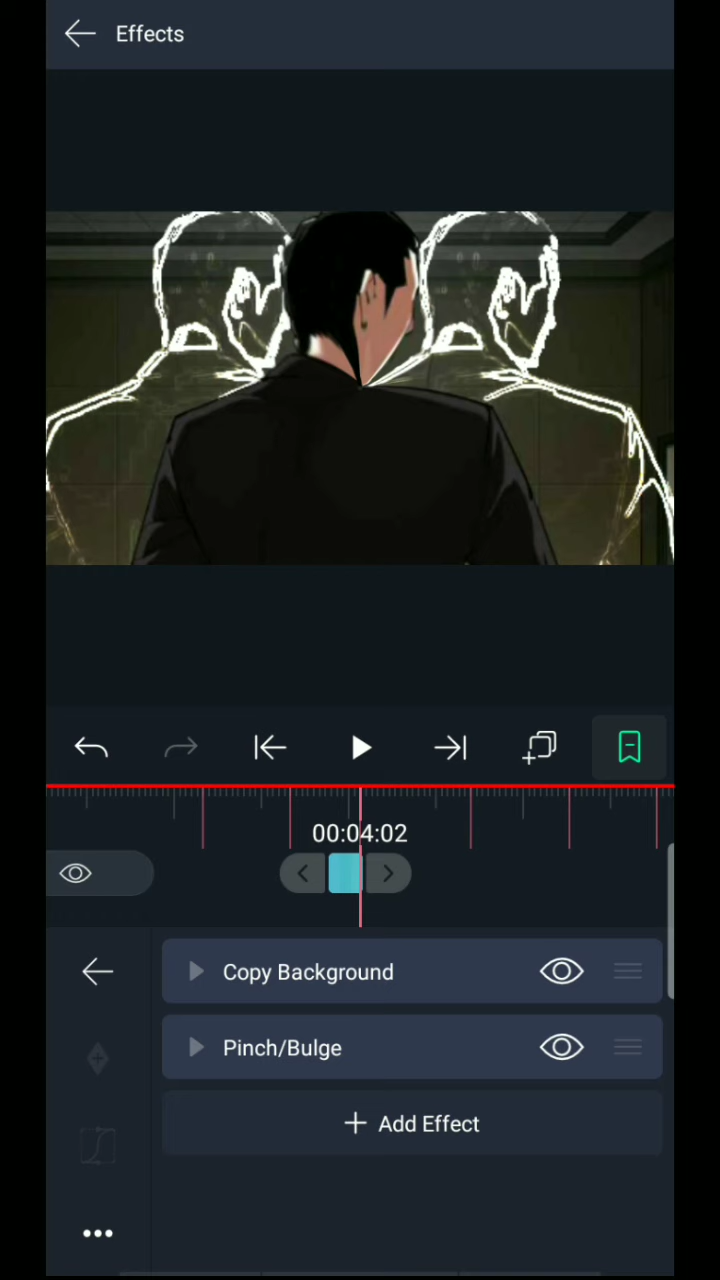 Effects
00:04:02
Copy Background
Pinch/Bulge
+ Add Effect